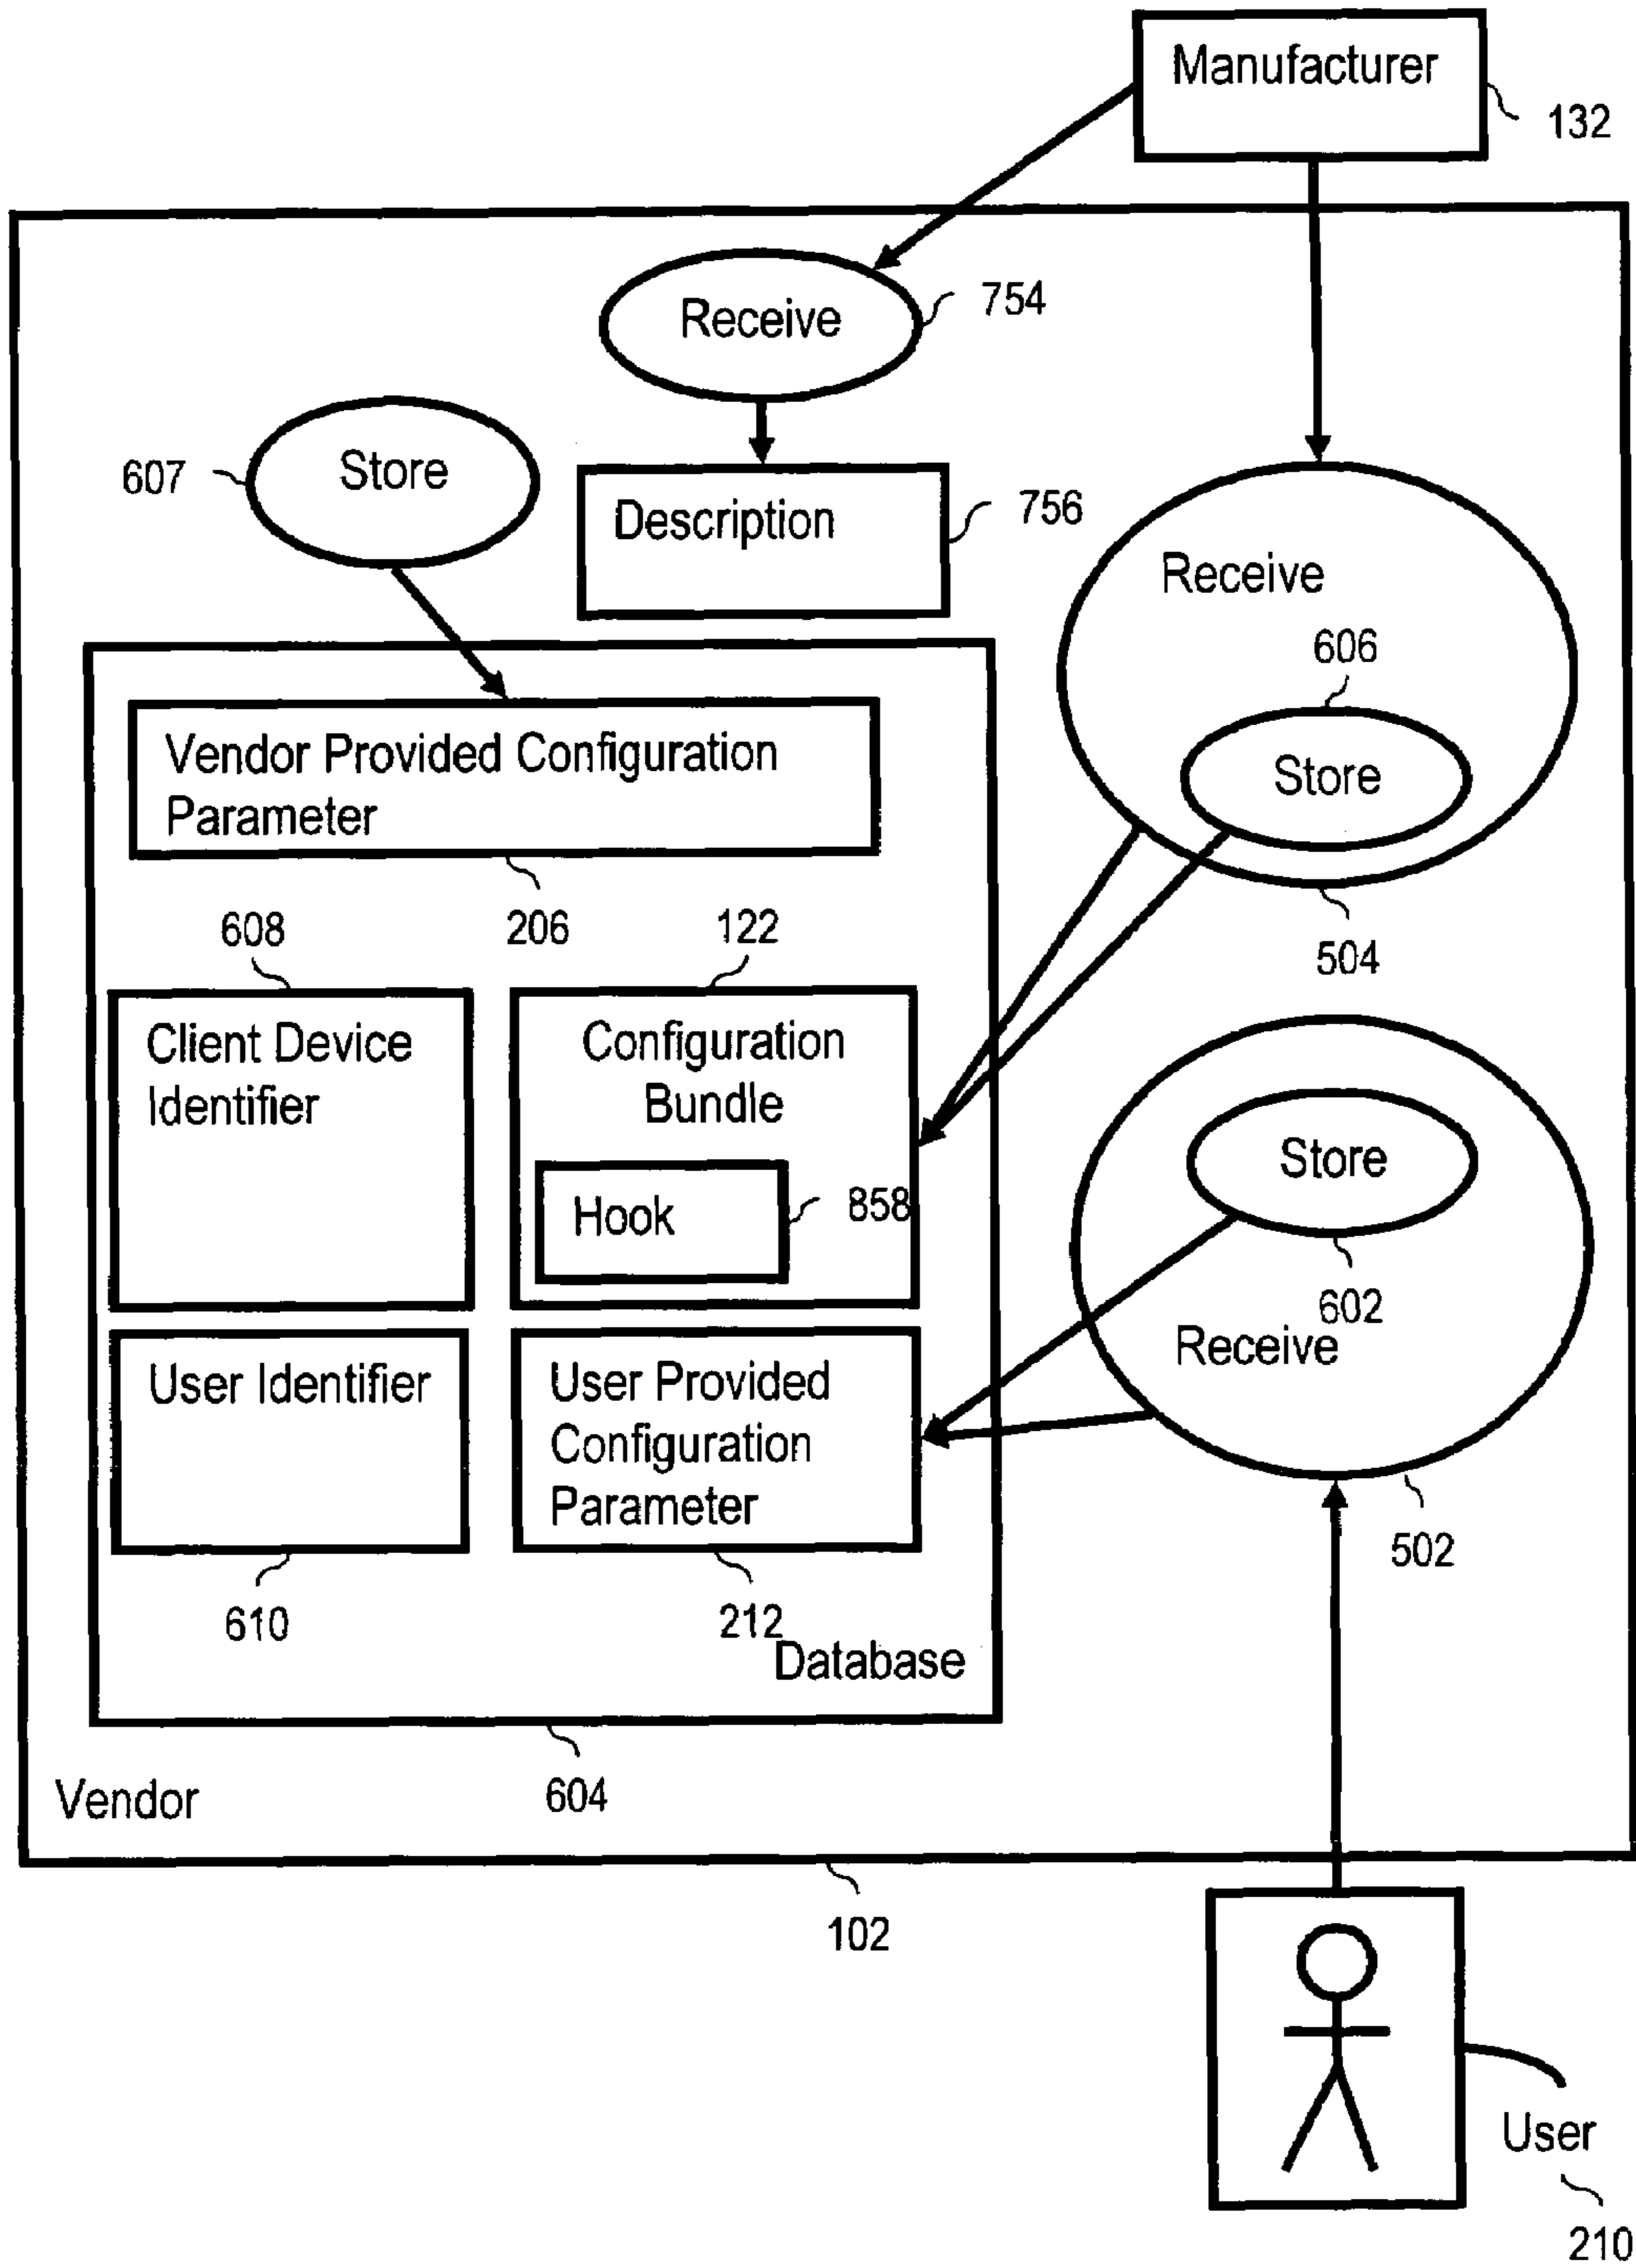 Manufacturer
132
Receive
754
Store
607
Description
756
Receive
606
Store
504
Vendor Provided Configuration
Parameter
206
608
122
Client Device
Identifier
Configuration
Bundle
Hook
858
Store
602
Receive
502
User Identifier
610
User Provided
Configuration
Parameter
212
Database
604
Vendor
102
User
210